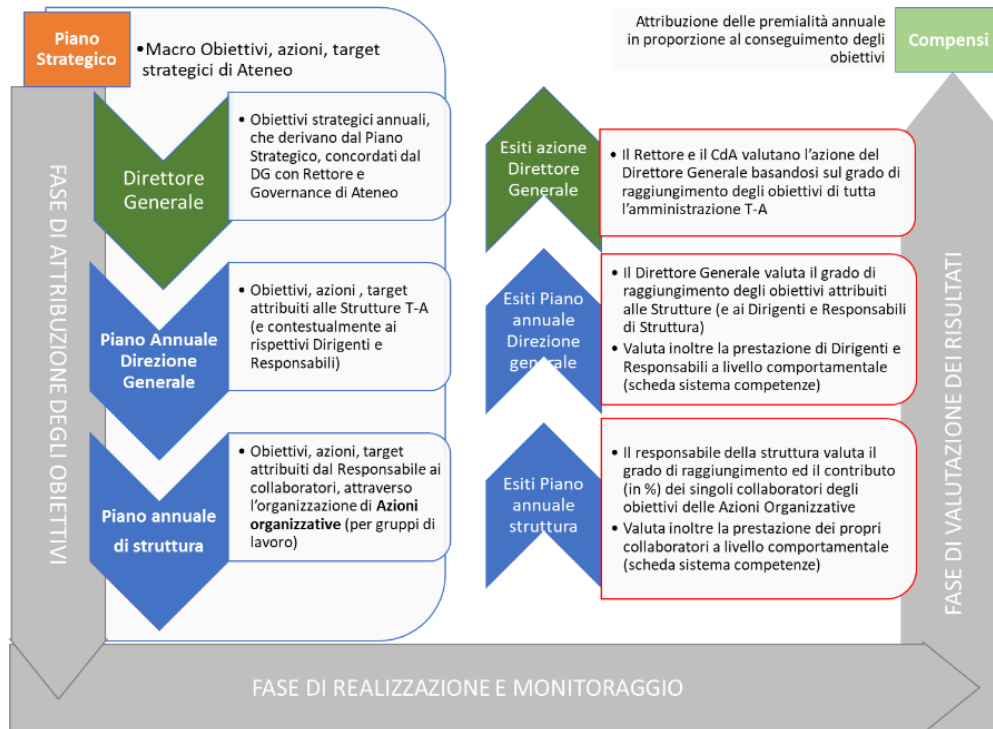 Piano
Strategico
•Macro Obiettivi, azioni, target
strategici di Ateneo
FASE DI ATTRIBUZIONE DEGLI OBIETTIVI
Direttore
Generale
• Obiettivi strategici annuali,
che derivano dal Piano
Strategico, concordati dal
DG con Rettore e
Governance di Ateneo
Piano Annuale
Direzione
Generale
• Obiettivi, azioni , target
attribuiti alle Strutture T-A
(e contestualmente ai
rispettivi Dirigenti e
Responsabili)
Piano annuale
di struttura
• Obiettivi, azioni, target
attribuiti dal Responsabile ai
collaboratori, attraverso
l'organizzazione di Azioni
organizzative (per gruppi di
lavoro)
FASE DI REALIZZAZIONE E MONITORAGGIO
Attribuzione delle premialità annuale
in proporzione al conseguimento degli
obiettivi
Compensi
Esiti azione
Direttore
Generale
• Il Rettore e il CdA valutano l'azione del
Direttore Generale basandosi sul grado di
raggiungimento degli obiettivi di tutta
l'amministrazione T-A
Esiti Piano
annuale
Direzione
generale
• Il Direttore Generale valuta il grado di
raggiungimento degli obiettivi attribuiti
alle Strutture (e ai Dirigenti e Responsabili
di Struttura)
• Valuta inoltre la prestazione di Dirigenti e
Responsabili a livello comportamentale
(scheda sistema competenze)
Esiti Piano
annuale
struttura
• Il responsabile della struttura valuta il
grado di raggiungimento ed il contributo
(in %) dei singoli collaboratori degli
obiettivi delle Azioni Organizzative
• Valuta inoltre la prestazione dei propri
collaboratori a livello comportamentale
(scheda sistema competenze)
FASE DI VALUTAZIONE DEI RISULTATI